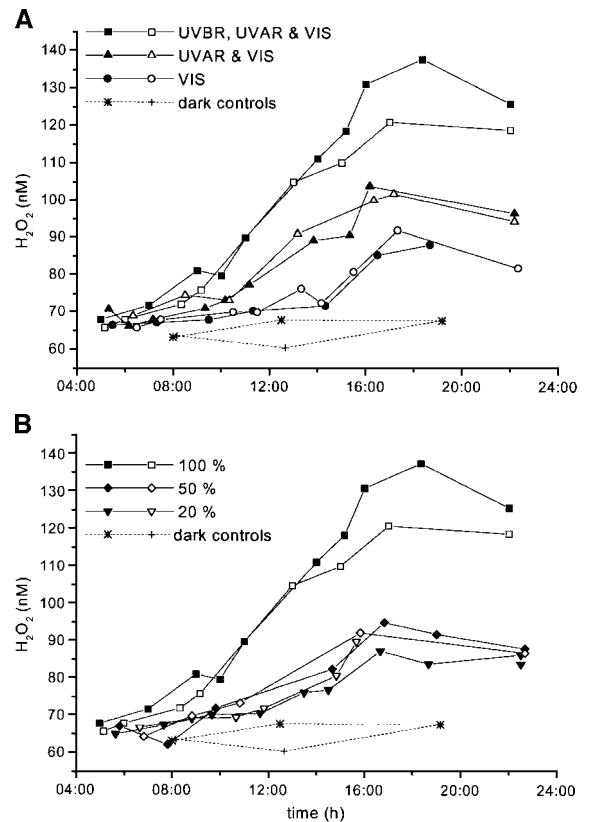 A
UVBR, UVAR & VIS
UVAR & VIS
VIS
dark controls
140
130
120
110
100
90
80
70
60
H2O2 (nM)
04:00 08:00 12:00 16:00 20:00 24:00
B
100 %
50 %
20 %
dark controls
140
130
120
110
100
90
80
70
60
H2O2 (nM)
04:00 08:00 12:00 16:00 20:00 24:00
time (h)